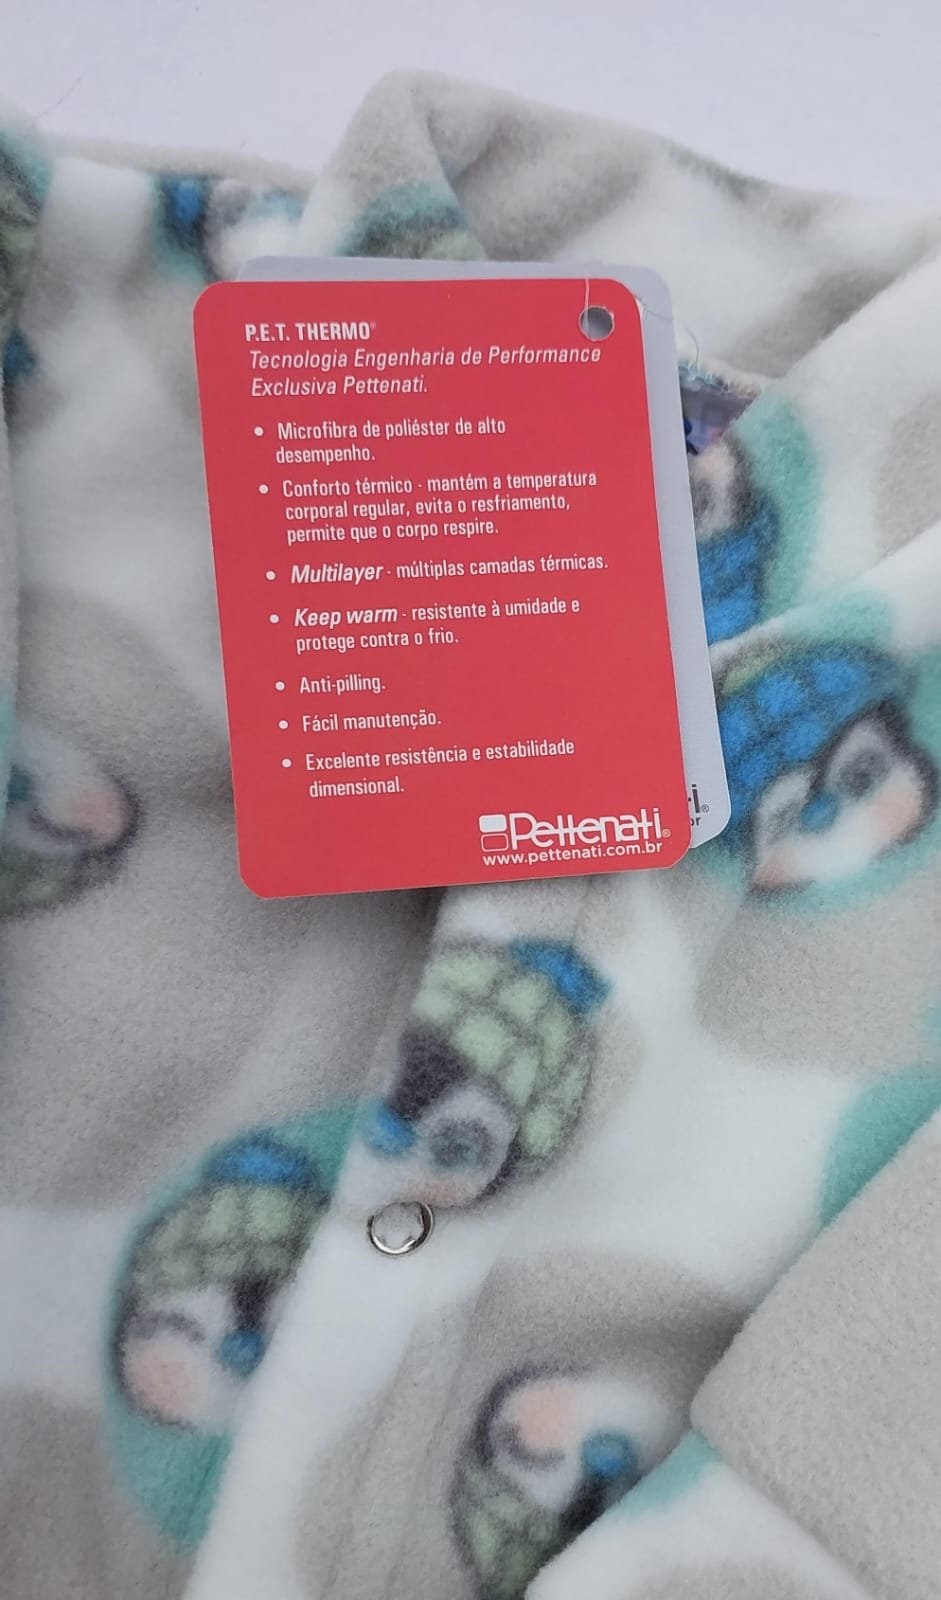 P.E.T. THERMO®
Tecnologia Engenharia de Performance
Exclusiva Pettenati.
• Microfibra de poliéster de alto
desempenho.
• Conforto térmico - mantém a temperatura
corporal regular, evita o resfriamento,
permite que o corpo respire.
• Multilayer - múltiplas camadas térmicas.
• Keep warm - resistente à umidade e
protege contra o frio.
• Anti-pilling.
• Fácil manutenção.
• Excelente resistência e estabilidade
dimensional.
Pettenati®
www.pettenati.com.br